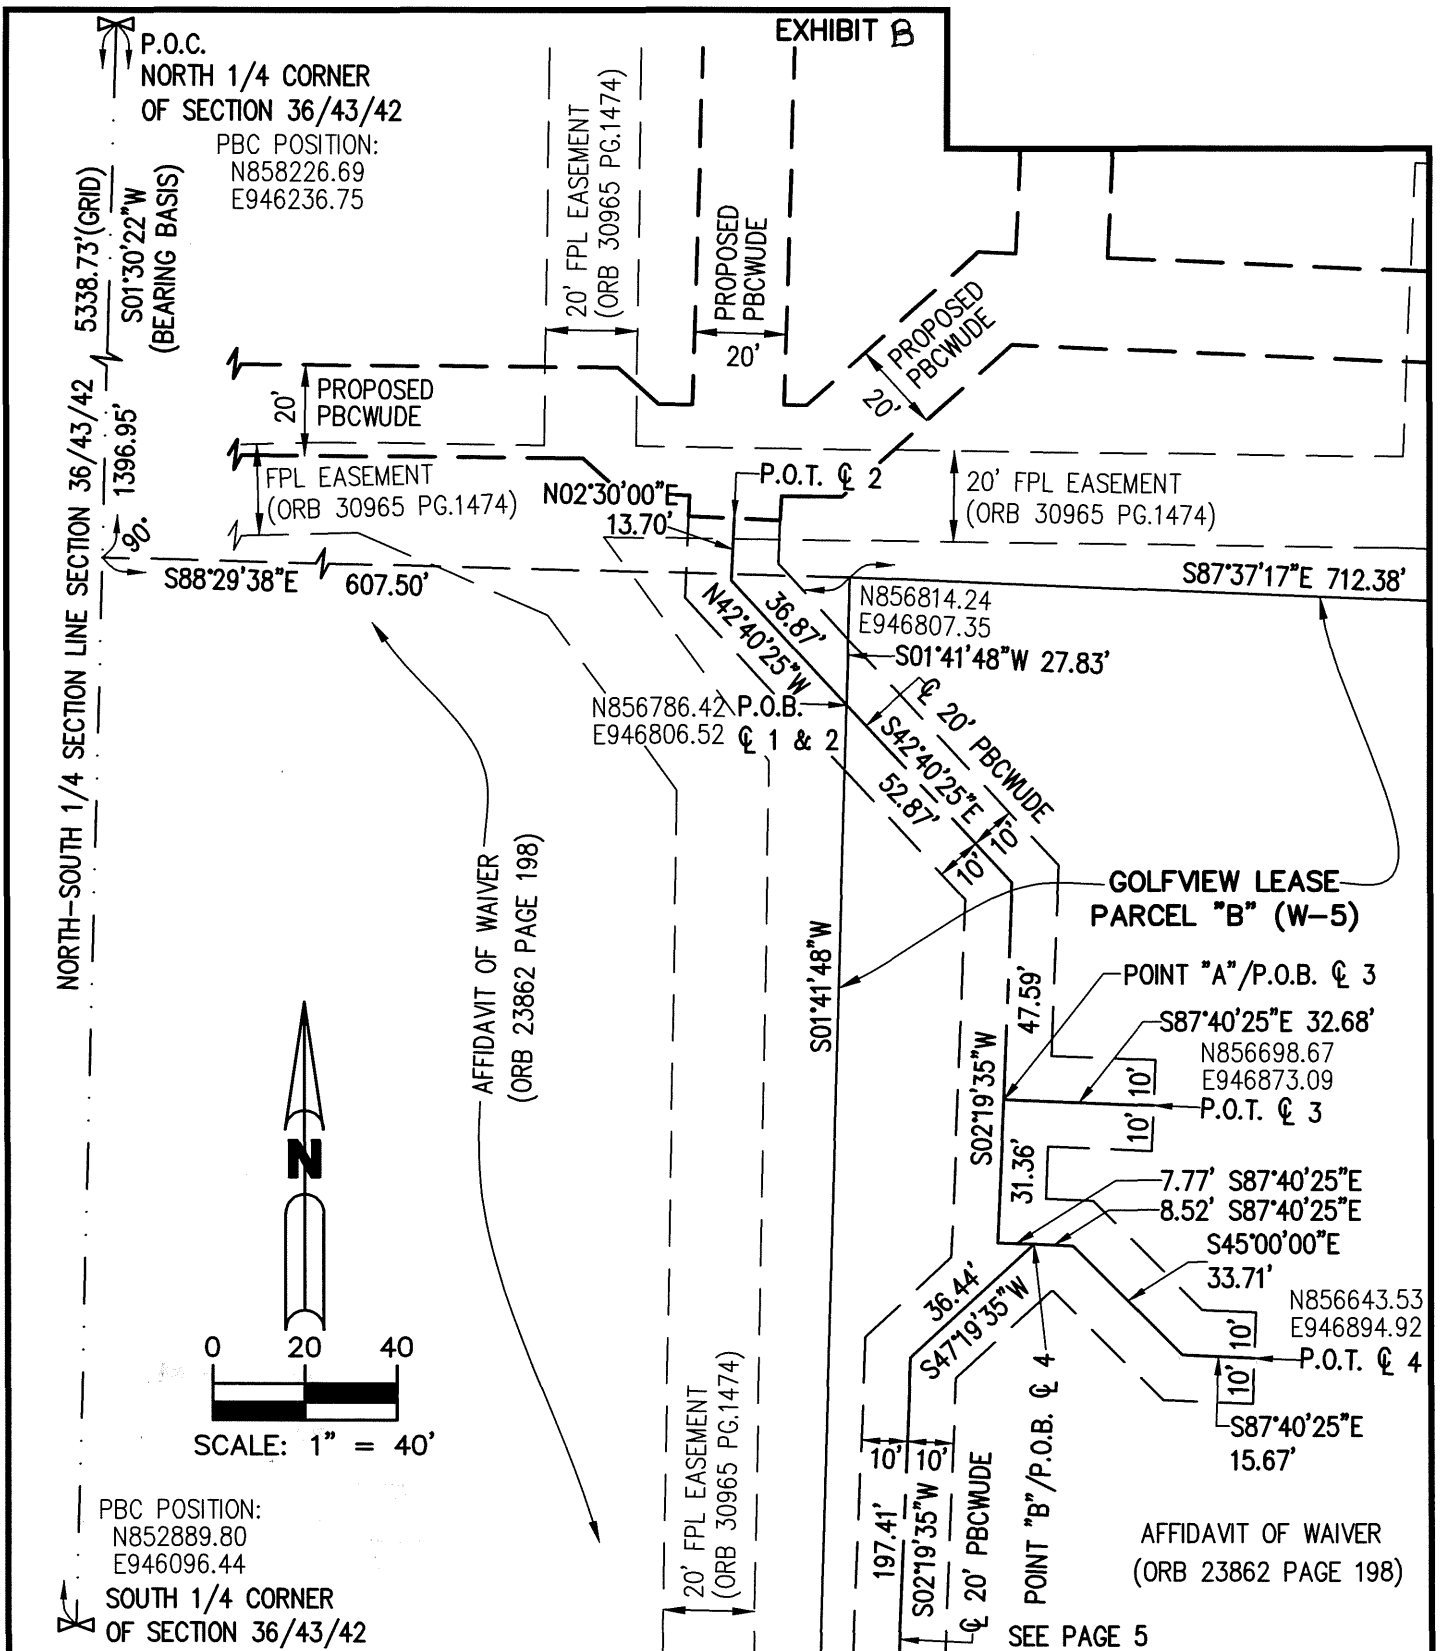 EXHIBIT B
P.O.C.
NORTH 1/4 CORNER
OF SECTION 36/43/42
PBC POSITION:
N858226.69
E946236.75
5338.73'(GRID)
S01°30'22"W
(BEARING BASIS)
20' FPL EASEMENT
(ORB 30965 PG.1474)
PROPOSED
PBCWUDE
20'
PROPOSED
PBCWUDE
20'
20'
PROPOSED
PBCWUDE
NORTH-SOUTH 1/4 SECTION LINE SECTION 36/43/42
1396.95'
90°
FPL EASEMENT
(ORB 30965 PG.1474)
N02°30'00"E
13.70'
P.O.T. ℄ 2
20' FPL EASEMENT
(ORB 30965 PG.1474)
S88°29'38"E
607.50'
S87°37'17"E 712.38'
36.87'
N42°40'25"W
N856814.24
E946807.35
S01°41'48"W 27.83'
N856786.42
E946806.52
P.O.B.
℄ 1 & 2
℄ 20' PBCWUDE
S42°40'25"E
52.87'
10'
10'
AFFIDAVIT OF WAIVER
(ORB 23862 PAGE 198)
GOLFVIEW LEASE
PARCEL "B" (W-5)
S01°41'48"W
47.59'
POINT "A"/P.O.B. ℄ 3
S87°40'25"E 32.68'
N856698.67
E946873.09
P.O.T. ℄ 3
10'
10'
S02°19'35"W
31.36'
7.77' S87°40'25"E
8.52' S87°40'25"E
S45°00'00"E
33.71'
N856643.53
E946894.92
P.O.T. ℄ 4
10'
10'
S87°40'25"E
15.67'
36.44'
S47°19'35"W
N
0 20 40
SCALE: 1" = 40'
20' FPL EASEMENT
(ORB 30965 PG.1474)
10'
10'
197.41'
S02°19'35"W
℄ 20' PBCWUDE
POINT "B"/P.O.B. ℄ 4
PBC POSITION:
N852889.80
E946096.44
SOUTH 1/4 CORNER
OF SECTION 36/43/42
AFFIDAVIT OF WAIVER
(ORB 23862 PAGE 198)
SEE PAGE 5